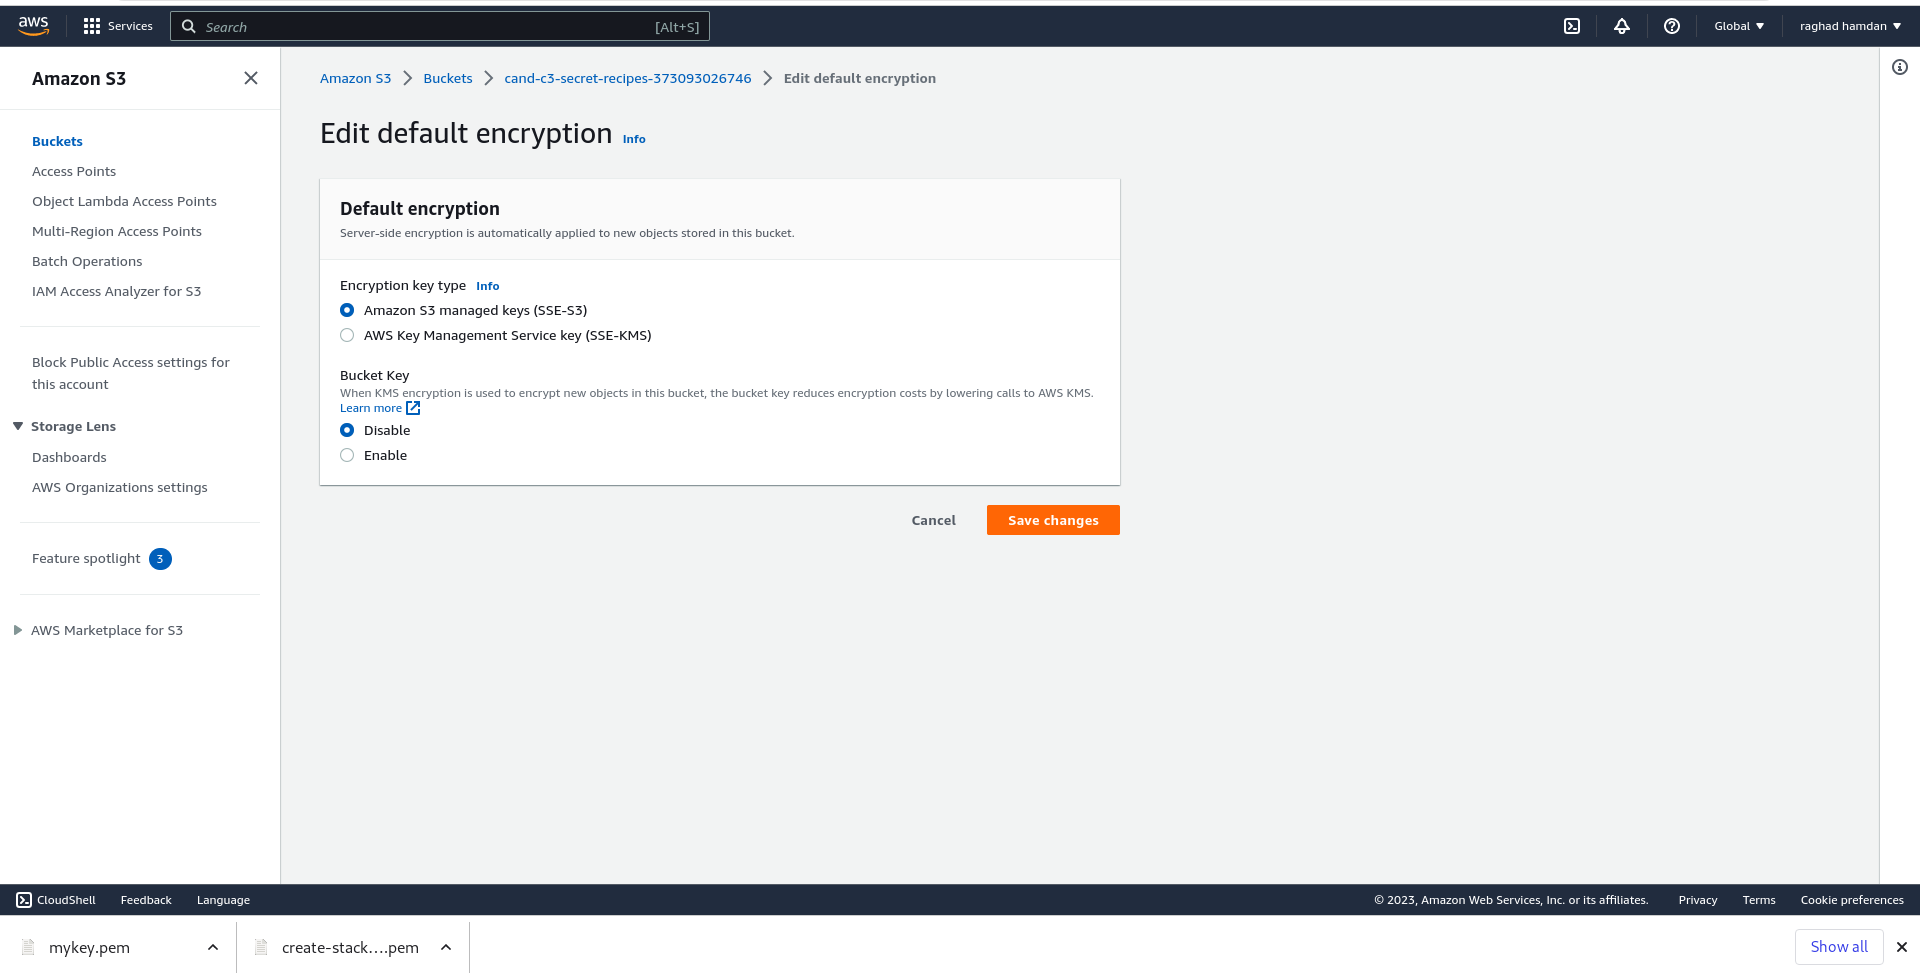 aws
Services
Search
[Alt+S]
Global
raghad hamdan
Amazon S3
Buckets
Access Points
Object Lambda Access Points
Multi-Region Access Points
Batch Operations
IAM Access Analyzer for S3
Block Public Access settings for
this account
Storage Lens
Dashboards
AWS Organizations settings
Feature spotlight 3
AWS Marketplace for S3
Amazon S3 > Buckets > cand-c3-secret-recipes-373093026746 > Edit default encryption
Edit default encryption Info
Default encryption
Server-side encryption is automatically applied to new objects stored in this bucket.
Encryption key type Info
Amazon S3 managed keys (SSE-S3)
AWS Key Management Service key (SSE-KMS)
Bucket Key
When KMS encryption is used to encrypt new objects in this bucket, the bucket key reduces encryption costs by lowering calls to AWS KMS.
Learn more
Disable
Enable
Cancel
Save changes
CloudShell
Feedback
Language
© 2023, Amazon Web Services, Inc. or its affiliates.
Privacy
Terms
Cookie preferences
mykey.pem
create-stack....pem
Show all